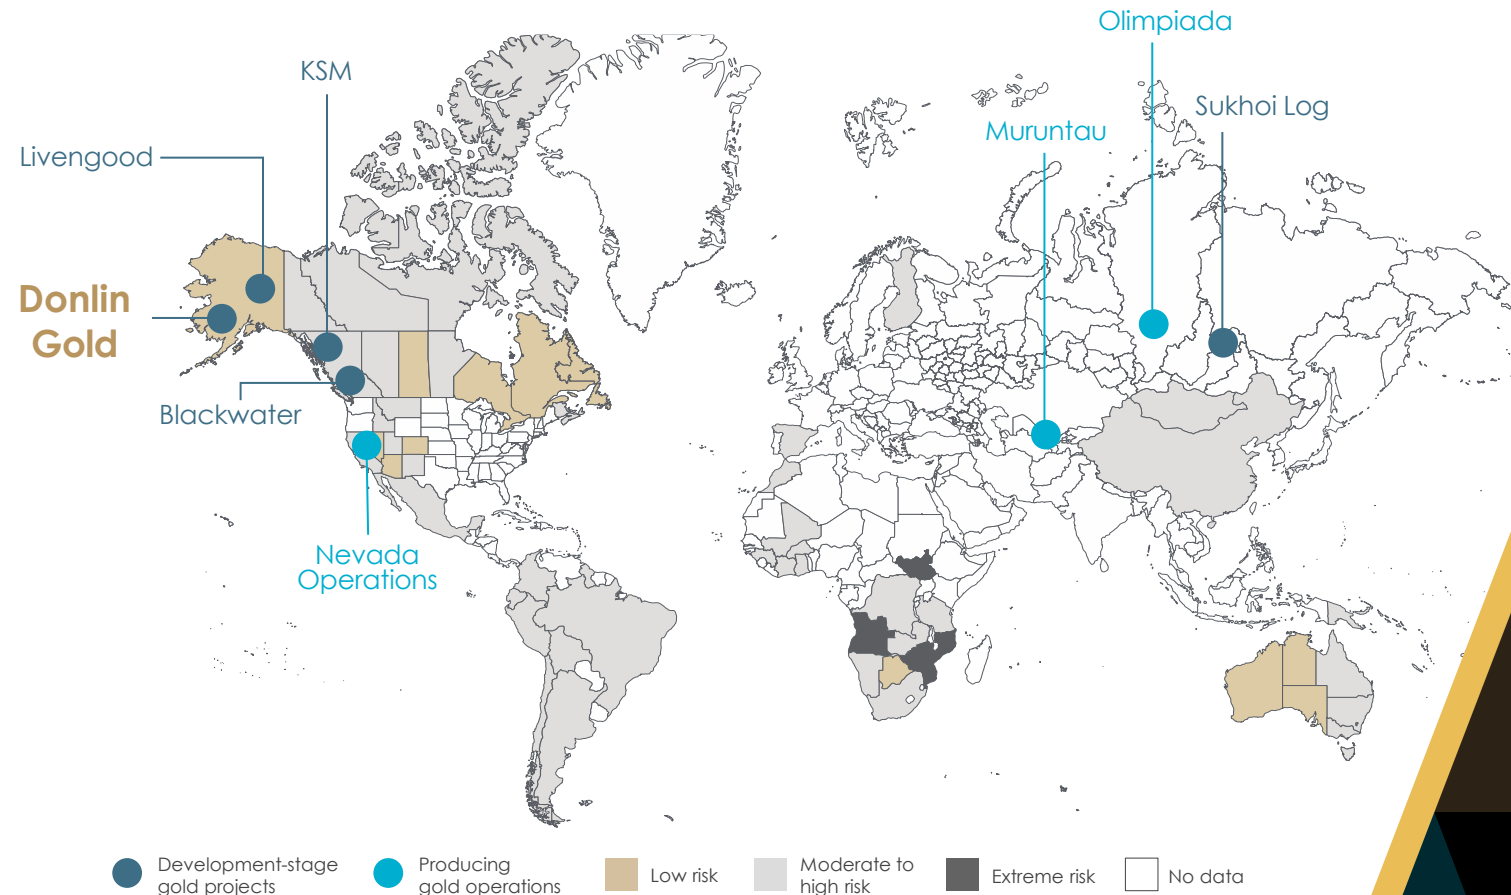 Olimpiada
KSM
Sukhoi Log
Muruntau
Livengood
Donlin
Gold
Blackwater
Nevada
Operations
Development-stage
gold projects
Producing
gold operations
Low risk
Moderate to
high risk
Extreme risk
No data